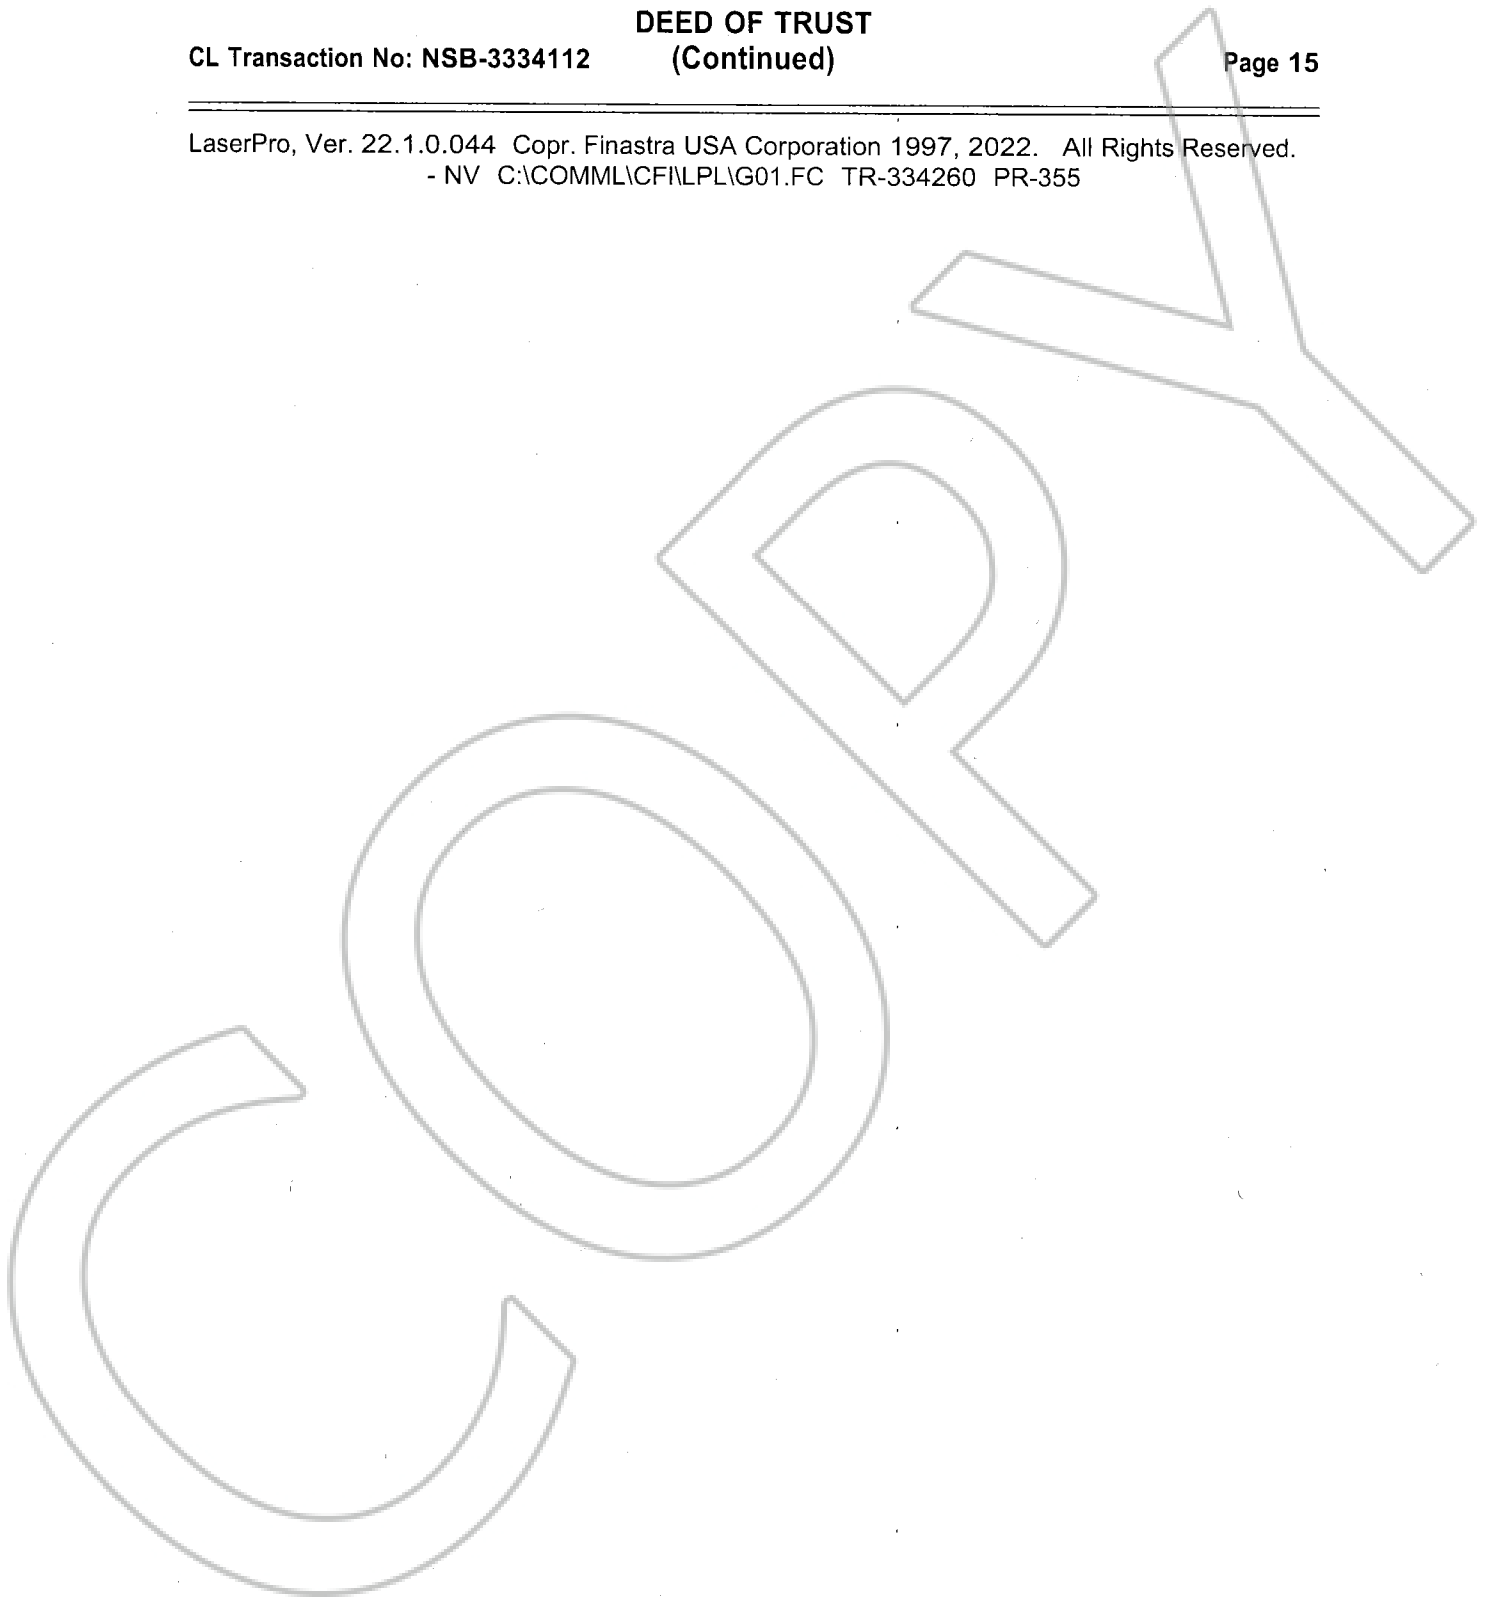 DEED OF TRUST
CL Transaction No: NSB-3334112 (Continued) Page 15
LaserPro, Ver. 22.1.0.044 Copr. Finastra USA Corporation 1997, 2022. All Rights Reserved.
- NV C:\COMML\CFI\LPL\G01.FC TR-334260 PR-355
COPY